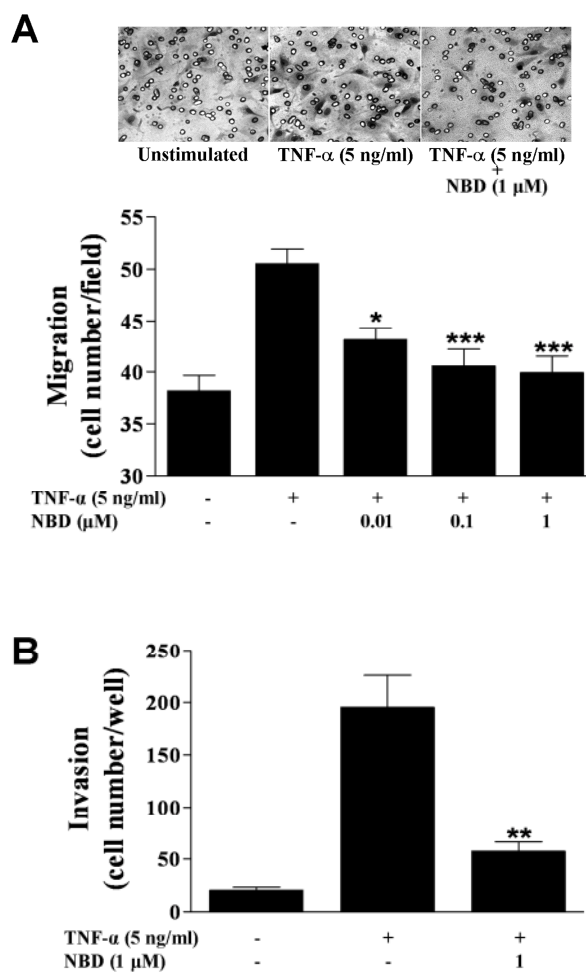 A
Unstimulated TNF-α (5 ng/ml) TNF-α (5 ng/ml)
+
NBD (1 μM)
Migration
(cell number/field)
55
50
45
40
35
30
* *** ***
TNF-α (5 ng/ml) - + + + +
NBD (μM) - - 0.01 0.1 1
B
Invasion
(cell number/well)
250
200
150
100
50
0
**
TNF-α (5 ng/ml) - + +
NBD (1 μM) - - 1